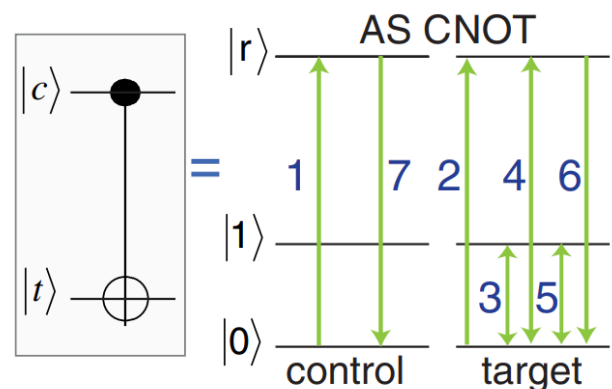 AS CNOT
|r⟩
|c⟩
=
1 7 2 4 6
|1⟩
|t⟩
3 5
|0⟩
control target